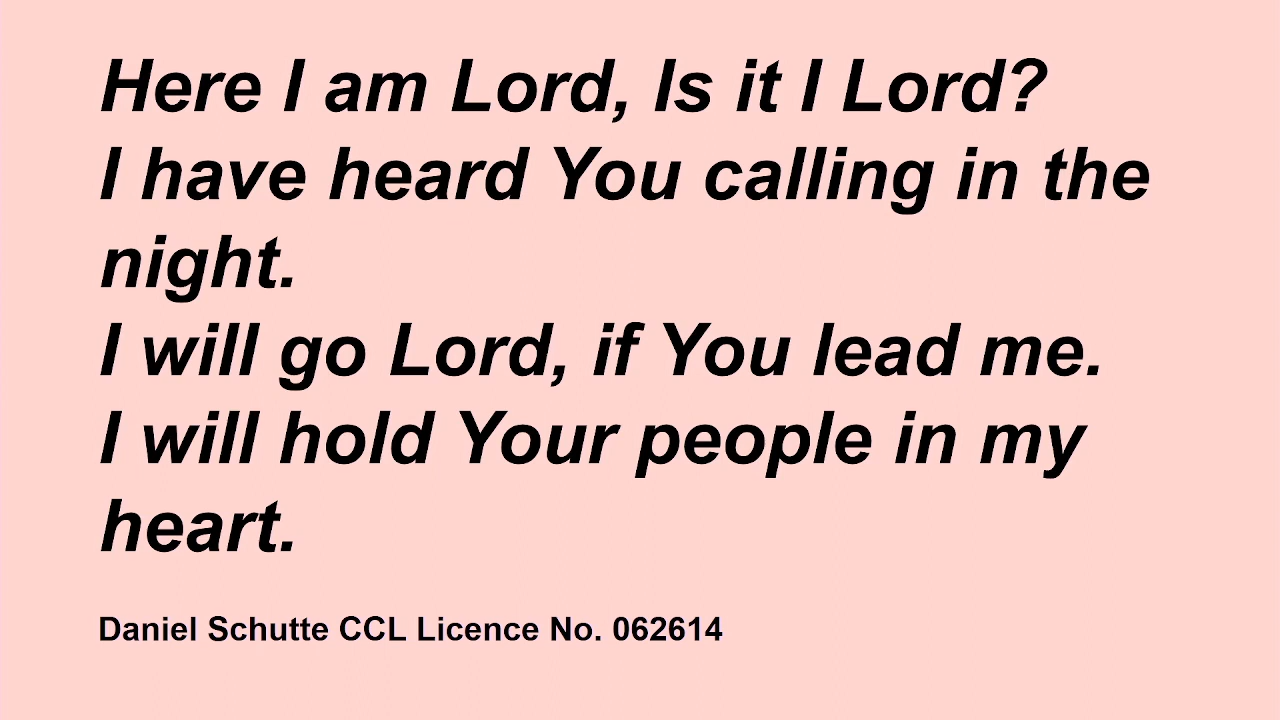 Here I am Lord, Is it I Lord?
I have heard You calling in the
night.
I will go Lord, if You lead me.
I will hold Your people in my
heart.
Daniel Schutte CCL Licence No. 062614